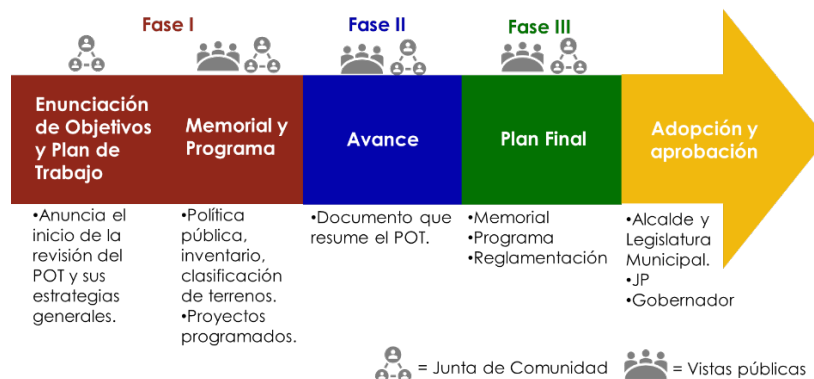 Fase I
Fase II
Fase III
Enunciación
de Objetivos
y Plan de
Trabajo
Memorial y
Programa
Avance
Plan Final
Adopción y
aprobación
•Anuncia el
inicio de la
revisión del
POT y sus
estrategias
generales.
•Política
pública,
inventario,
clasificación
de terrenos.
•Proyectos
programados.
•Documento que
resume el POT.
•Memorial
•Programa
•Reglamentación
•Alcalde y
Legislatura
Municipal.
•JP
•Gobernador
= Junta de Comunidad
= Vistas públicas